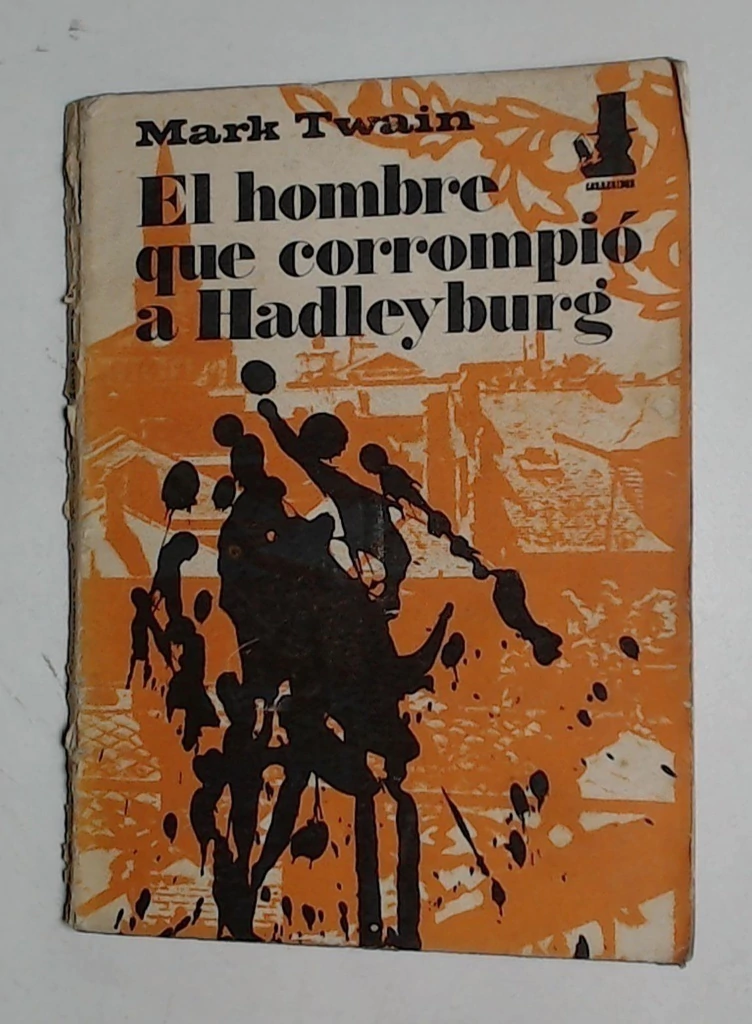 Mark Twain
El hombre
que corrompió
a Hadleyburg